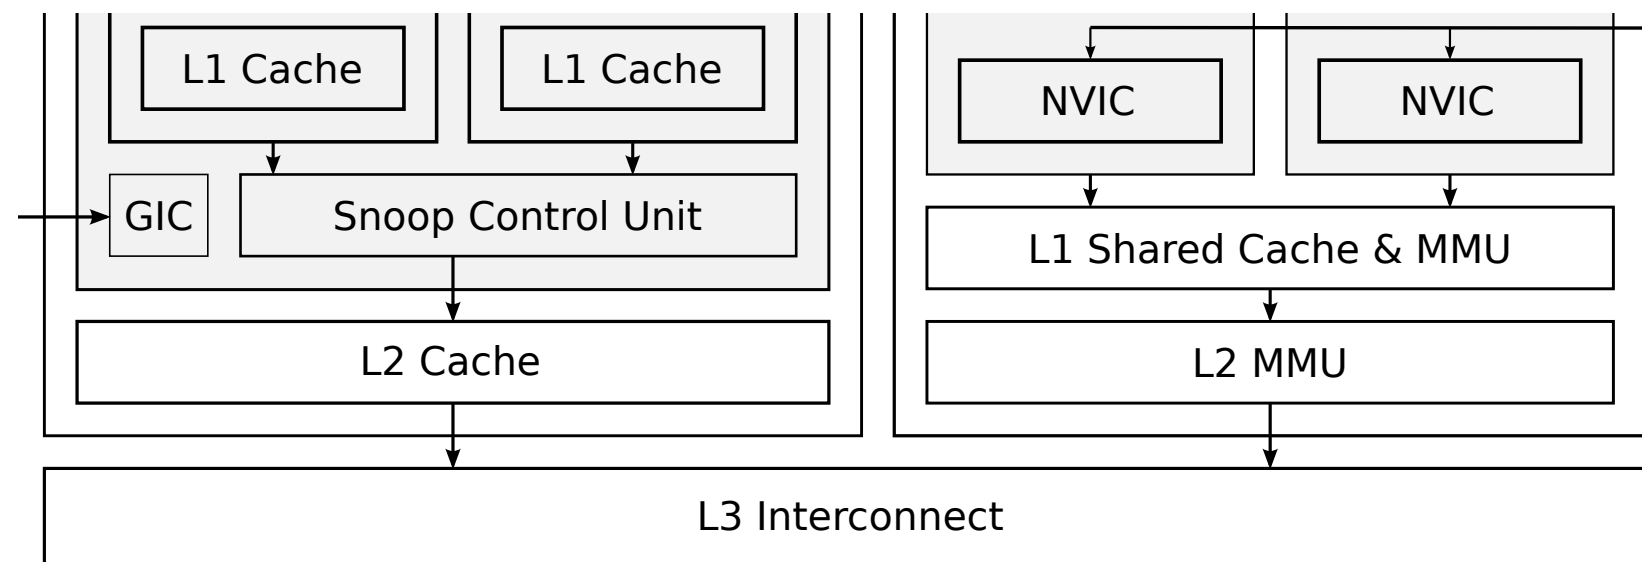 L1 Cache
L1 Cache
NVIC
NVIC
GIC
Snoop Control Unit
L1 Shared Cache & MMU
L2 Cache
L2 MMU
L3 Interconnect